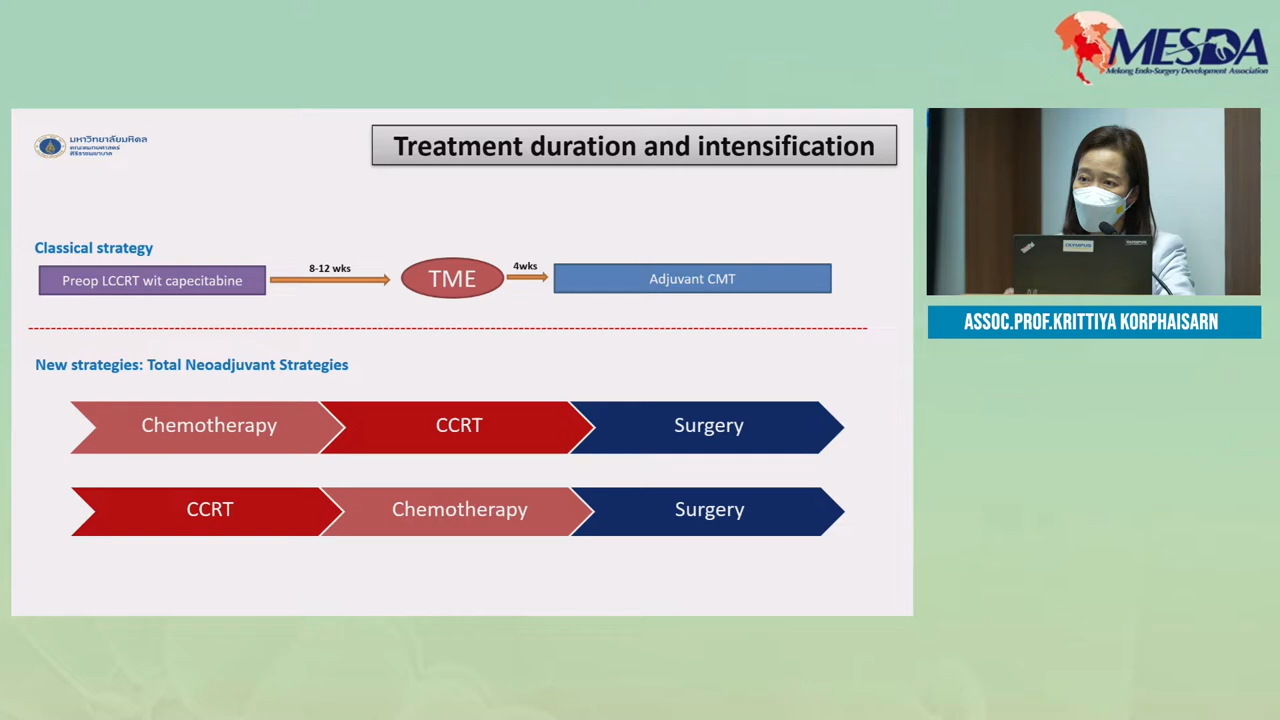 MESDA
Mekong Endo-Surgery Development Association
มหาวิทยาลัยมหิดล
คณะแพทยศาสตร์
ศิริราชพยาบาล
Treatment duration and intensification
Classical strategy
Preop LCCRT wit capecitabine
8-12 wks
TME
4wks
Adjuvant CMT
New strategies: Total Neoadjuvant Strategies
Chemotherapy
CCRT
Surgery
CCRT
Chemotherapy
Surgery
OLYMPUS
ASSOC.PROF.KRITTIYA KORPHAISARN